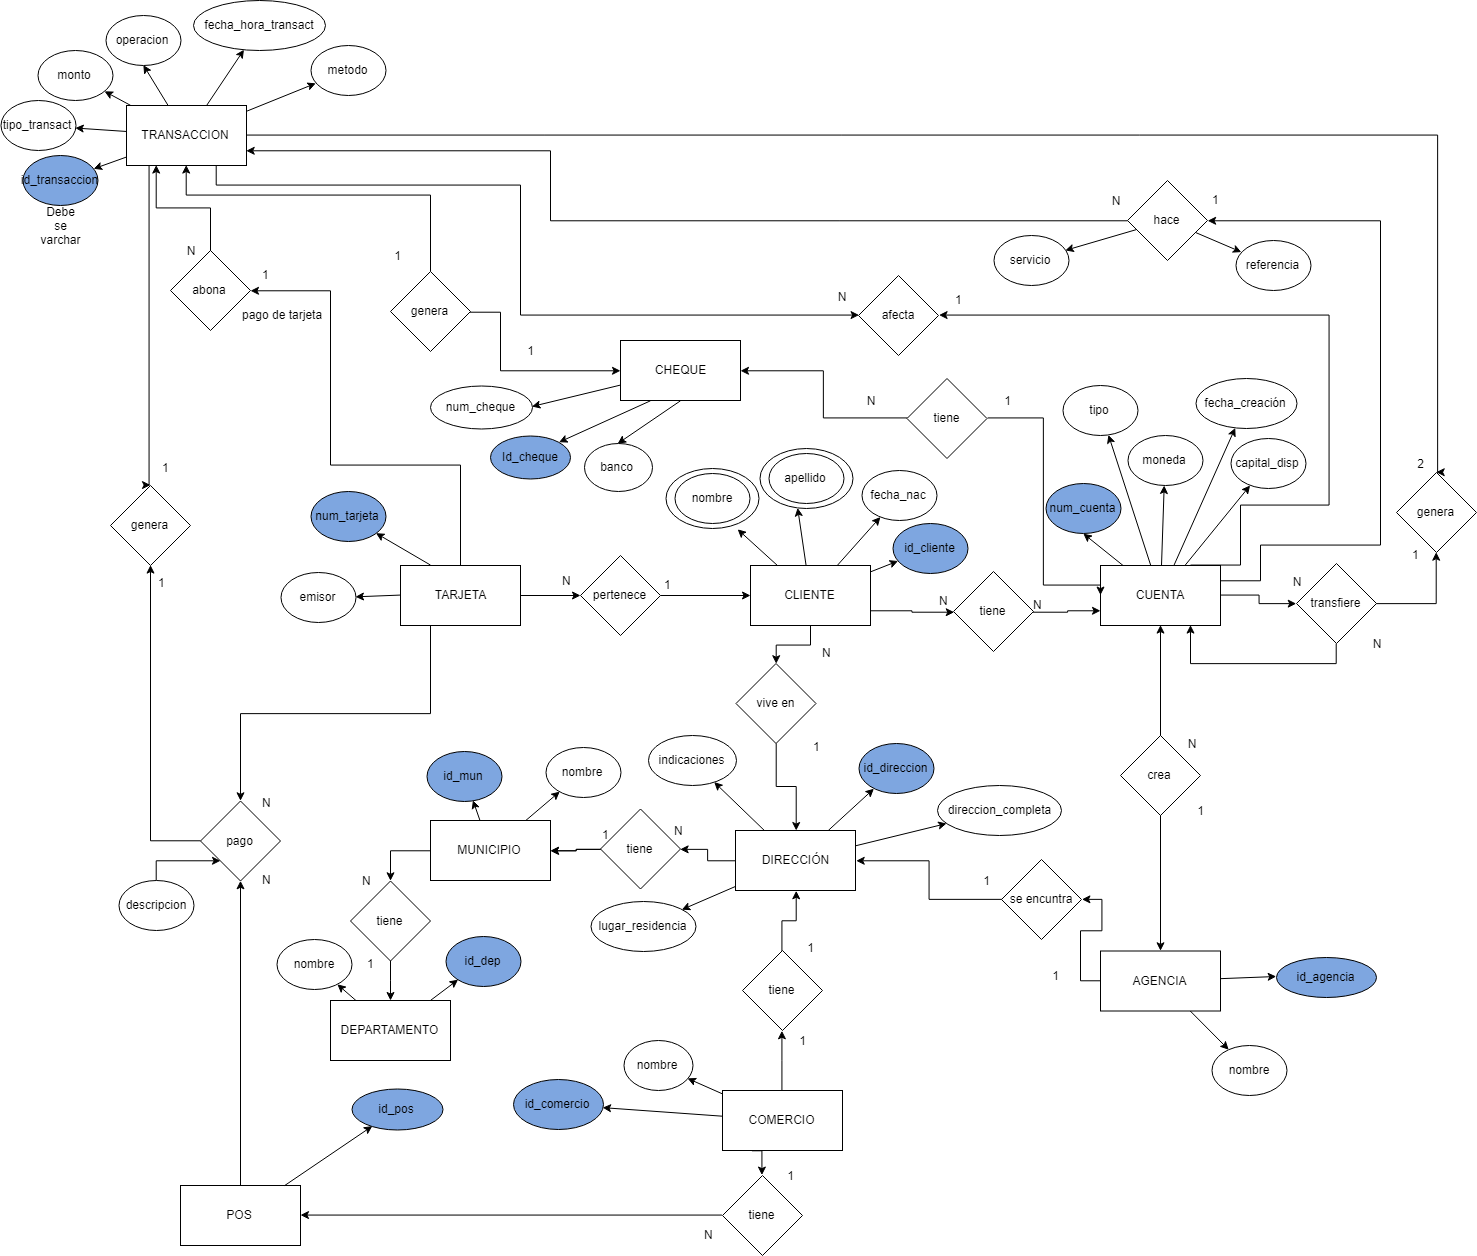 fecha_hora_transact
operacion
metodo
monto
tipo_transact
TRANSACCION
id_transaccion
Debe
se
varchar
N
hace
1
servicio
referencia
N
abona
1
pago de tarjeta
1
genera
1
N
afecta
1
CHEQUE
num_cheque
Id_cheque
banco
N
tiene
1
tipo
fecha_creación
moneda
capital_disp
num_cuenta
2
genera
1
1
genera
1
nombre
apellido
fecha_nac
id_cliente
num_tarjeta
emisor
TARJETA
N
pertenece
1
CLIENTE
N
tiene
N
CUENTA
N
transfiere
N
N
vive en
1
N
crea
1
indicaciones
id_direccion
direccion_completa
id_mun
nombre
N
pago
N
descripcion
MUNICIPIO
1
tiene
N
DIRECCIÓN
lugar_residencia
1
se encuntra
1
N
tiene
1
nombre
id_dep
DEPARTAMENTO
AGENCIA
id_agencia
nombre
1
tiene
1
nombre
id_comercio
COMERCIO
id_pos
POS
1
tiene
N